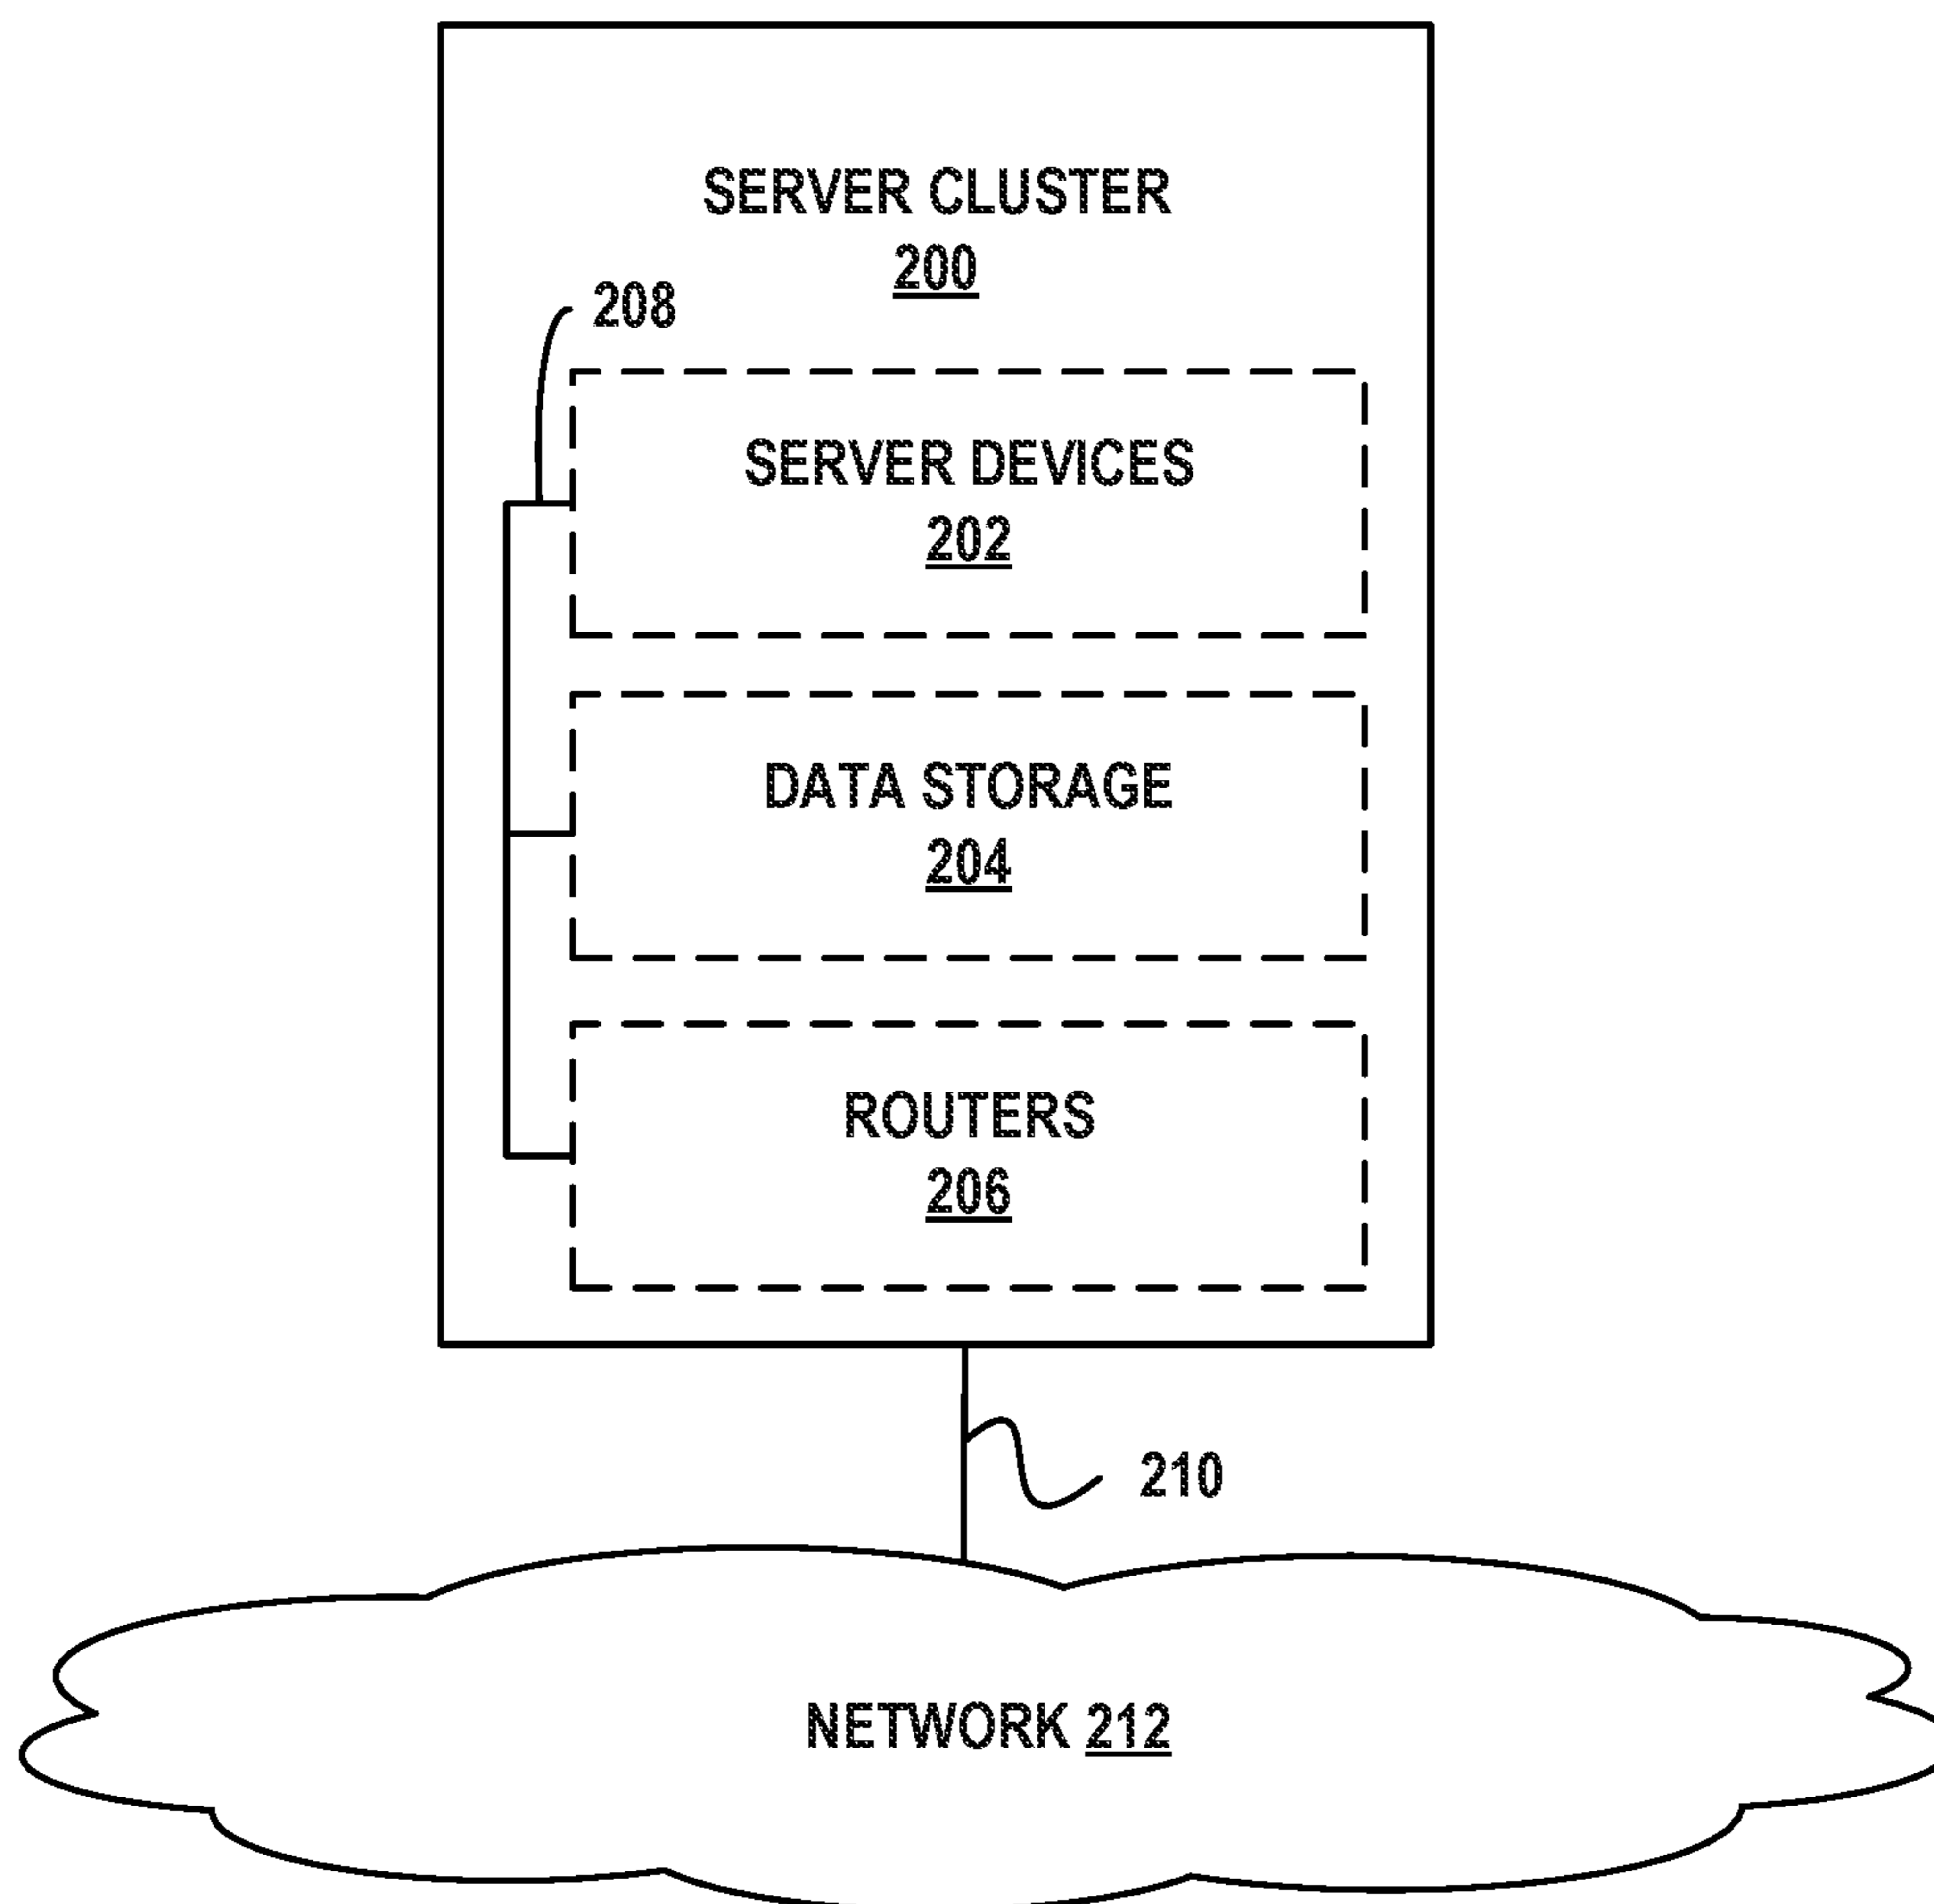 SERVER CLUSTER
200
208
SERVER DEVICES
202
DATA STORAGE
204
ROUTERS
206
210
NETWORK 212